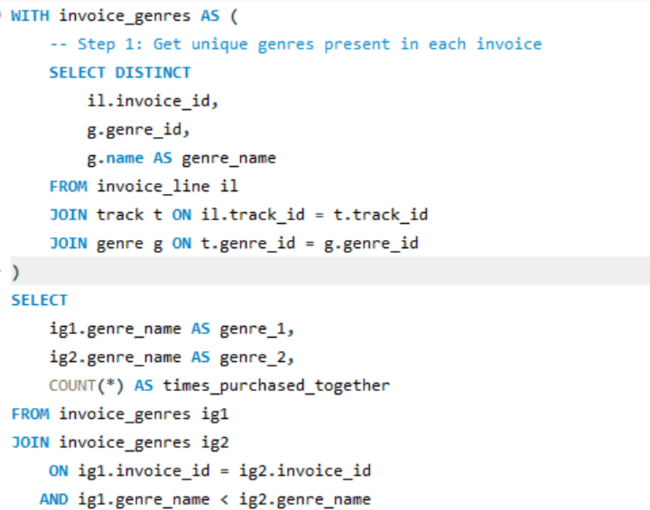 WITH invoice_genres AS (
    -- Step 1: Get unique genres present in each invoice
    SELECT DISTINCT
        il.invoice_id,
        g.genre_id,
        g.name AS genre_name
    FROM invoice_line il
    JOIN track t ON il.track_id = t.track_id
    JOIN genre g ON t.genre_id = g.genre_id
)
SELECT
    ig1.genre_name AS genre_1,
    ig2.genre_name AS genre_2,
    COUNT(*) AS times_purchased_together
FROM invoice_genres ig1
JOIN invoice_genres ig2
    ON ig1.invoice_id = ig2.invoice_id
   AND ig1.genre_name < ig2.genre_name